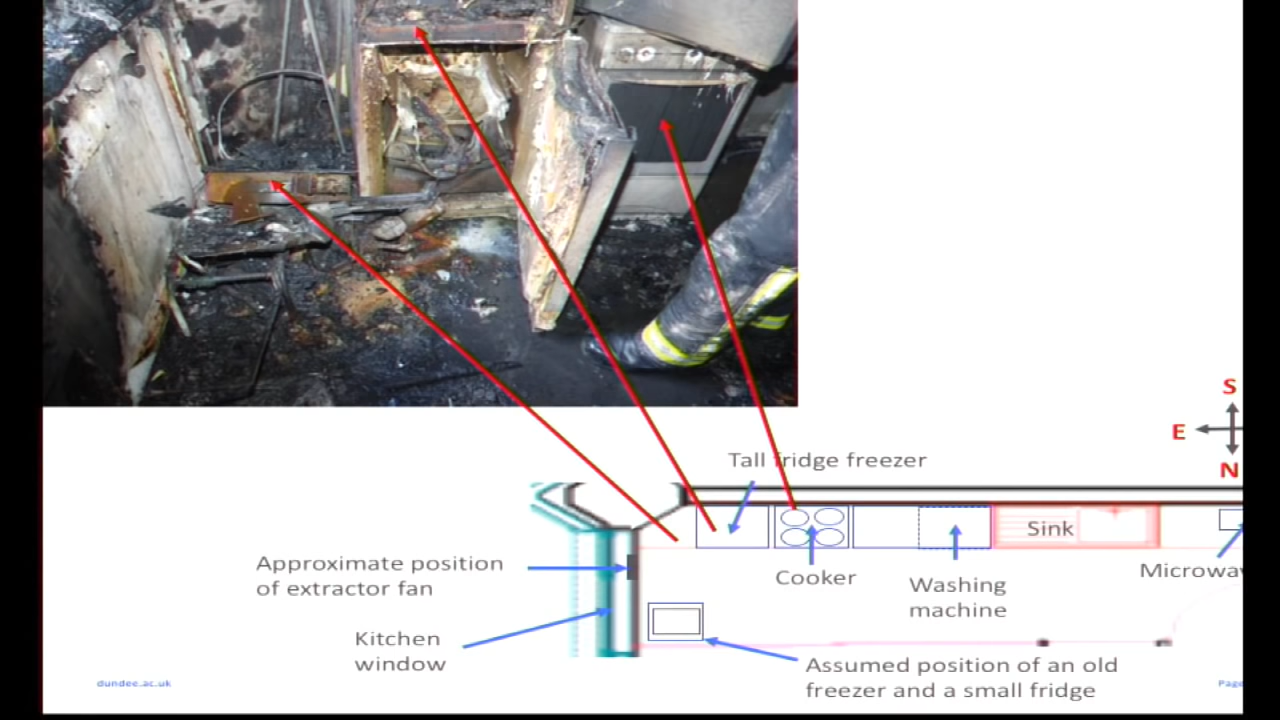 S
E
N
Tall fridge freezer
Sink
Approximate position
of extractor fan
Cooker
Washing
machine
Kitchen
window
Assumed position of an old
freezer and a small fridge
dundee.ac.uk